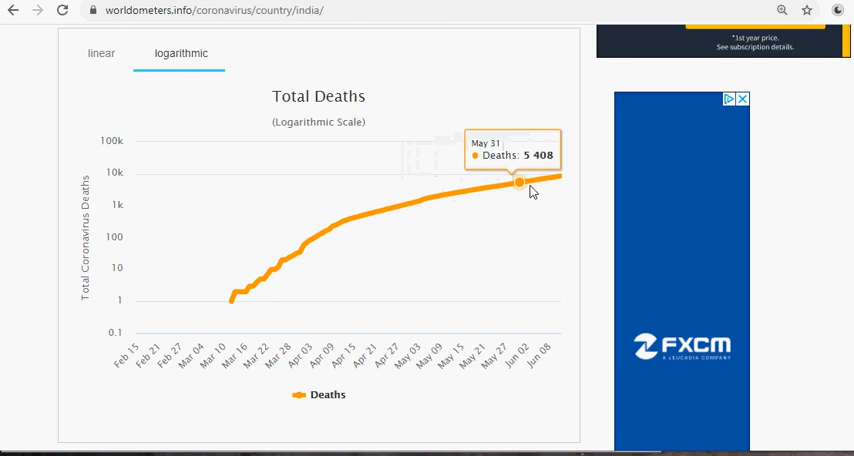 worldometers.info/coronavirus/country/india/
*1st year price.
See subscription details.
linear
logarithmic
Total Deaths
(Logarithmic Scale)
May 31
Deaths: 5 408
Total Coronavirus Deaths
100k
10k
1k
100
10
1
0.1
Feb 15
Feb 21
Feb 27
Mar 04
Mar 10
Mar 16
Mar 22
Mar 28
Apr 03
Apr 09
Apr 15
Apr 21
Apr 27
May 03
May 09
May 15
May 21
May 27
Jun 02
Jun 08
Deaths
FXCM
A LEUCADIA COMPANY